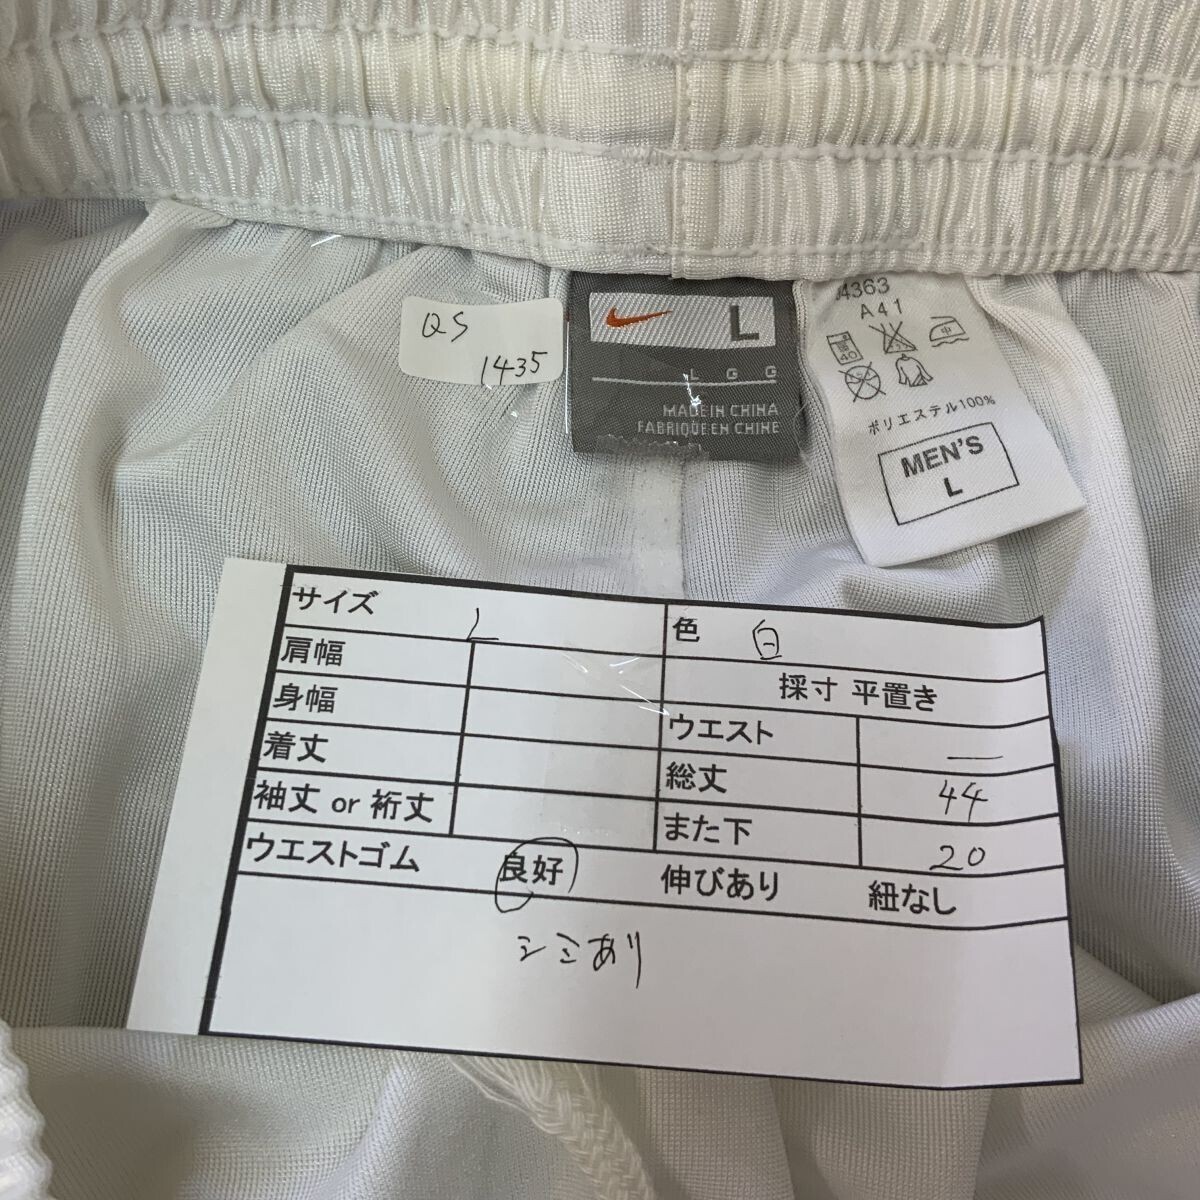 QS
1435
L
L G G
MADE IN CHINA
FABRIQUE EN CHINE
4363
A41
40
中
ポリエステル100%
MEN'S
L
サイズ L
色 白
肩幅
採寸 平置き
身幅
ウエスト —
着丈
総丈 44
袖丈 or 裄丈
また下 20
ウエストゴム 良好 伸びあり 紐なし
シミあり